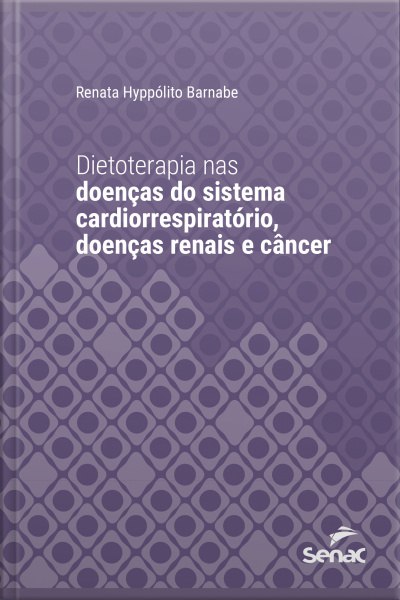 Renata Hyppólito Barnabe
Dietoterapia nas
doenças do sistema
cardiorrespiratório,
doenças renais e câncer
Senac